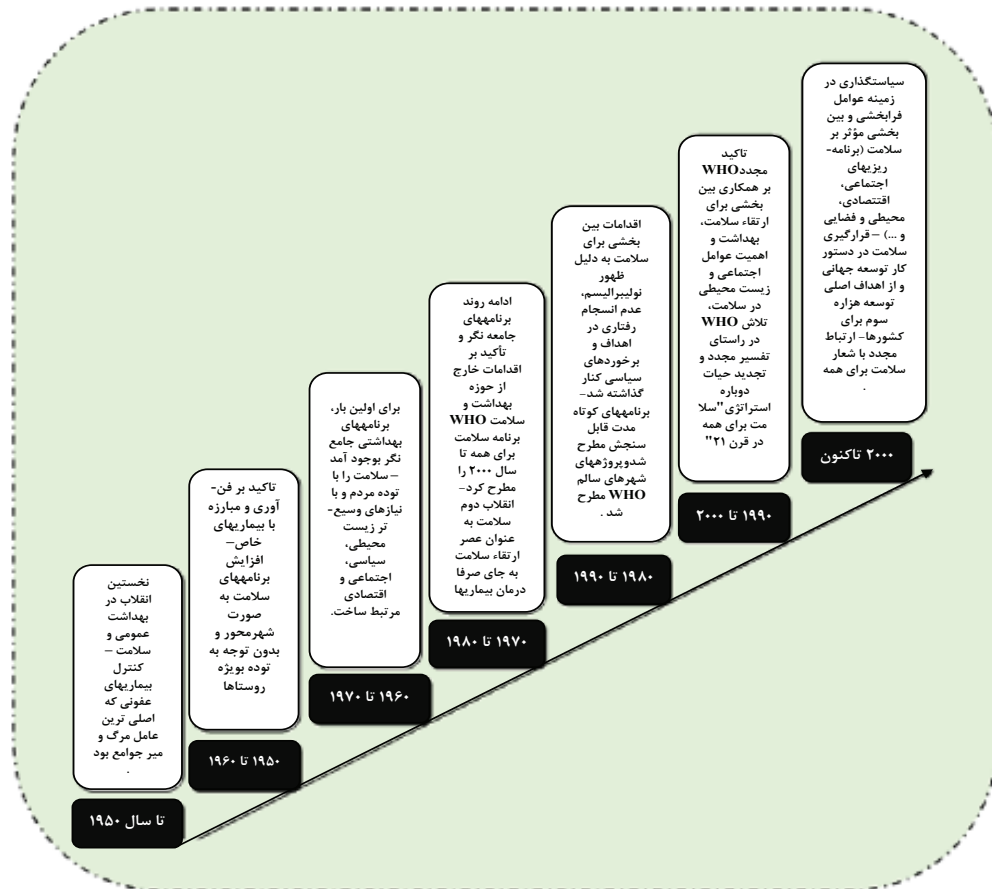 نخستین
انقلاب در
بهداشت
عمومی و
سلامت –
کنترل
بیماریهای
عفونی که
اصلی ترین
عامل مرگ و
میر جوامع بود
.
تا سال ۱۹۵۰
تاکید بر فن-
آوری و مبارزه
با بیماریهای
خاص–
افزایش
برنامههای
سلامت به
صورت
شهرمحور و
بدون توجه به
توده بویژه
روستاها
۱۹۵۰ تا ۱۹۶۰
برای اولین بار،
برنامههای
بهداشتی جامع
نگر بوجود آمد
– سلامت را با
توده مردم و با
نیازهای وسیع-
تر زیست
محیطی،
سیاسی،
اجتماعی و
اقتصادی
مرتبط ساخت.
۱۹۶۰ تا ۱۹۷۰
ادامه روند
برنامههای
جامعه نگر و
تأکید بر
اقدامات خارج
از حوزه
بهداشت و
سلامت WHO
برنامه سلامت
برای همه تا
سال ۲۰۰۰ را
مطرح کرد-
انقلاب دوم
سلامت به
عنوان عصر
ارتقاء سلامت
به جای صرفا
درمان بیماریها
۱۹۷۰ تا ۱۹۸۰
اقدامات بین
بخشی برای
سلامت به دلیل
ظهور
نولیبرالیسم،
عدم انسجام
رفتاری در
اهداف و
برخوردهای
سیاسی کنار
گذاشته شد-
برنامههای کوتاه
مدت قابل
سنجش مطرح
شدوپروژههای
شهرهای سالم
WHO مطرح
شد .
۱۹۸۰ تا ۱۹۹۰
تاکید
مجددWHO
بر همکاری بین
بخشی برای
ارتقاء سلامت،
بهداشت و
اهمیت عوامل
اجتماعی و
زیست محیطی
در سلامت،
تلاش WHO
در راستای
تفسیر مجدد و
تجدید حیات
دوباره
استراتژی"سلا
مت برای همه
در قرن ۲۱"
۱۹۹۰ تا ۲۰۰۰
سیاستگذاری در
زمینه عوامل
فرابخشی و بین
بخشی مؤثر بر
سلامت (برنامه-
ریزیهای
اجتماعی،
اقتتصادی،
محیطی و فضایی
و ...) – قرارگیری
سلامت در دستور
کار توسعه جهانی
و از اهداف اصلی
توسعه هزاره
سوم برای
کشورها- ارتباط
مجدد با شعار
سلامت برای همه
.
۲۰۰۰ تاکنون